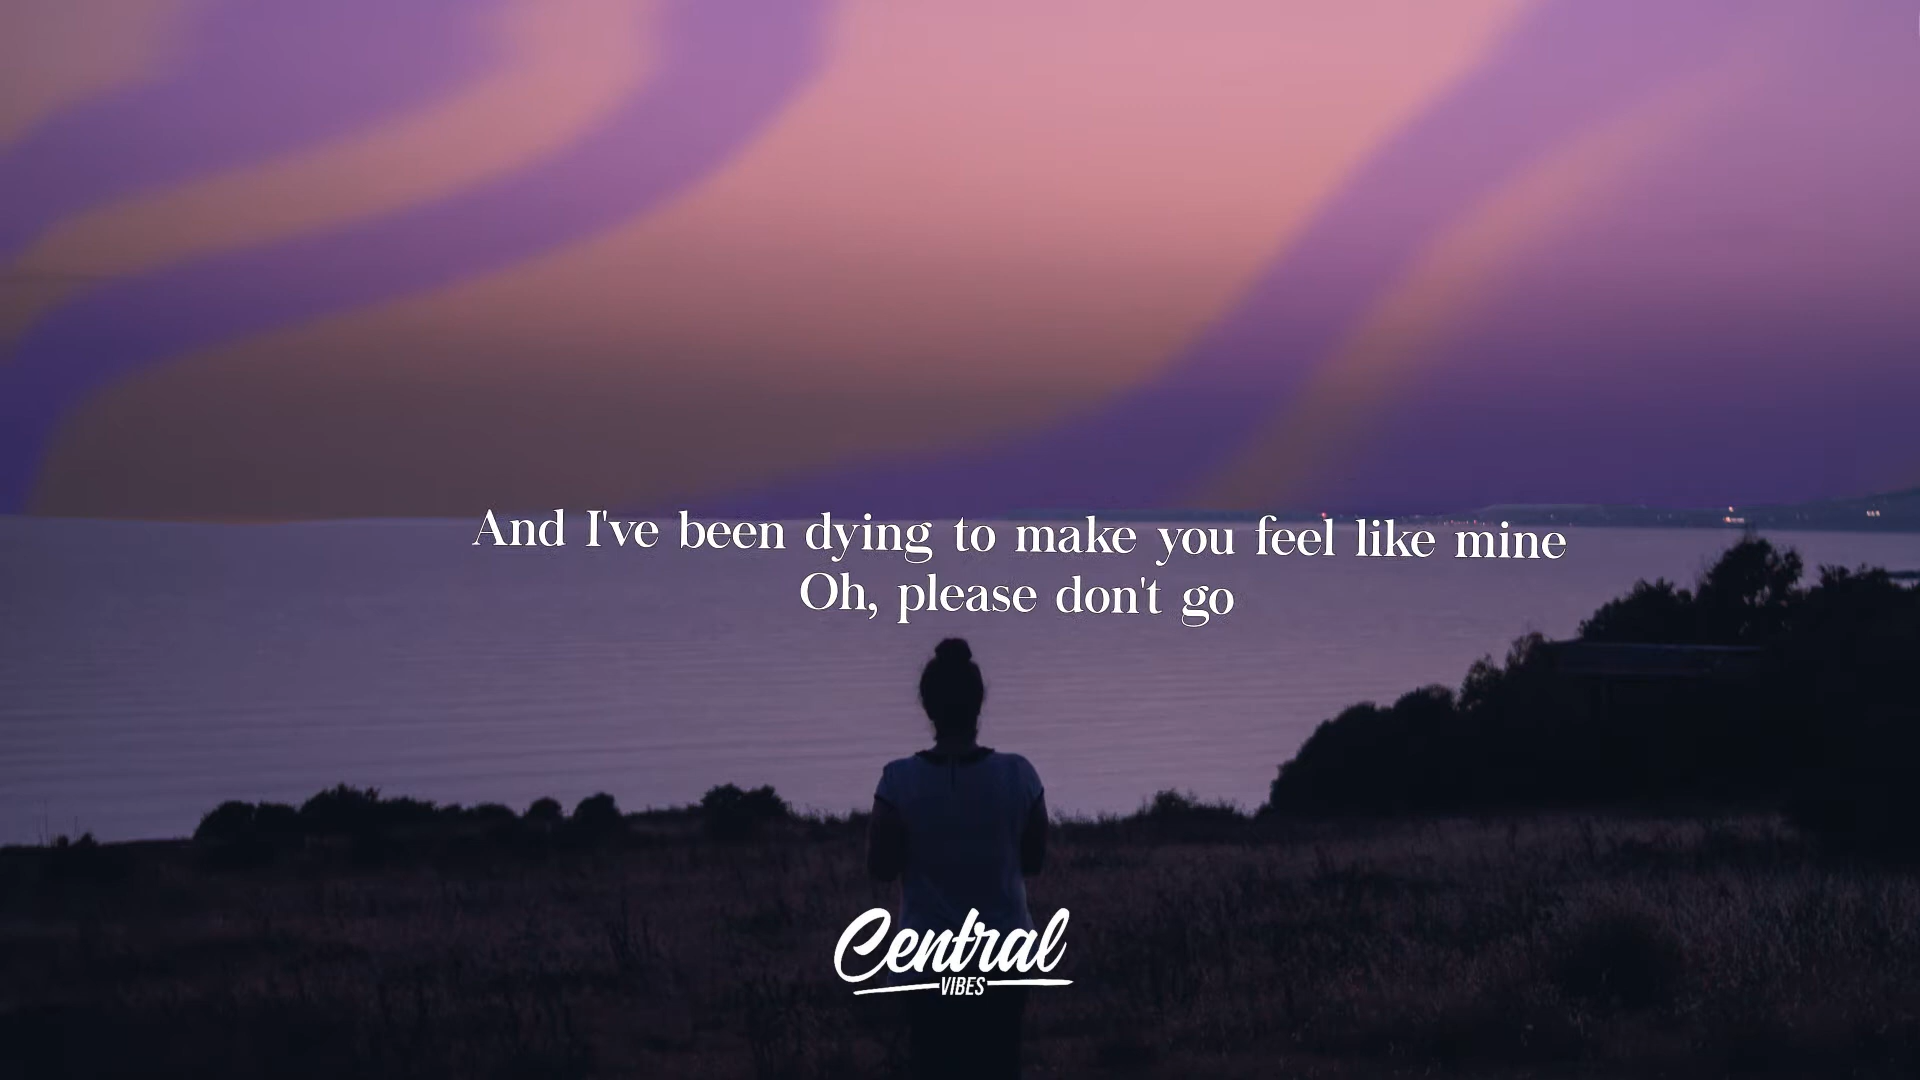 And I've been dying to make you feel like mine
Oh, please don't go
Central
VIBES